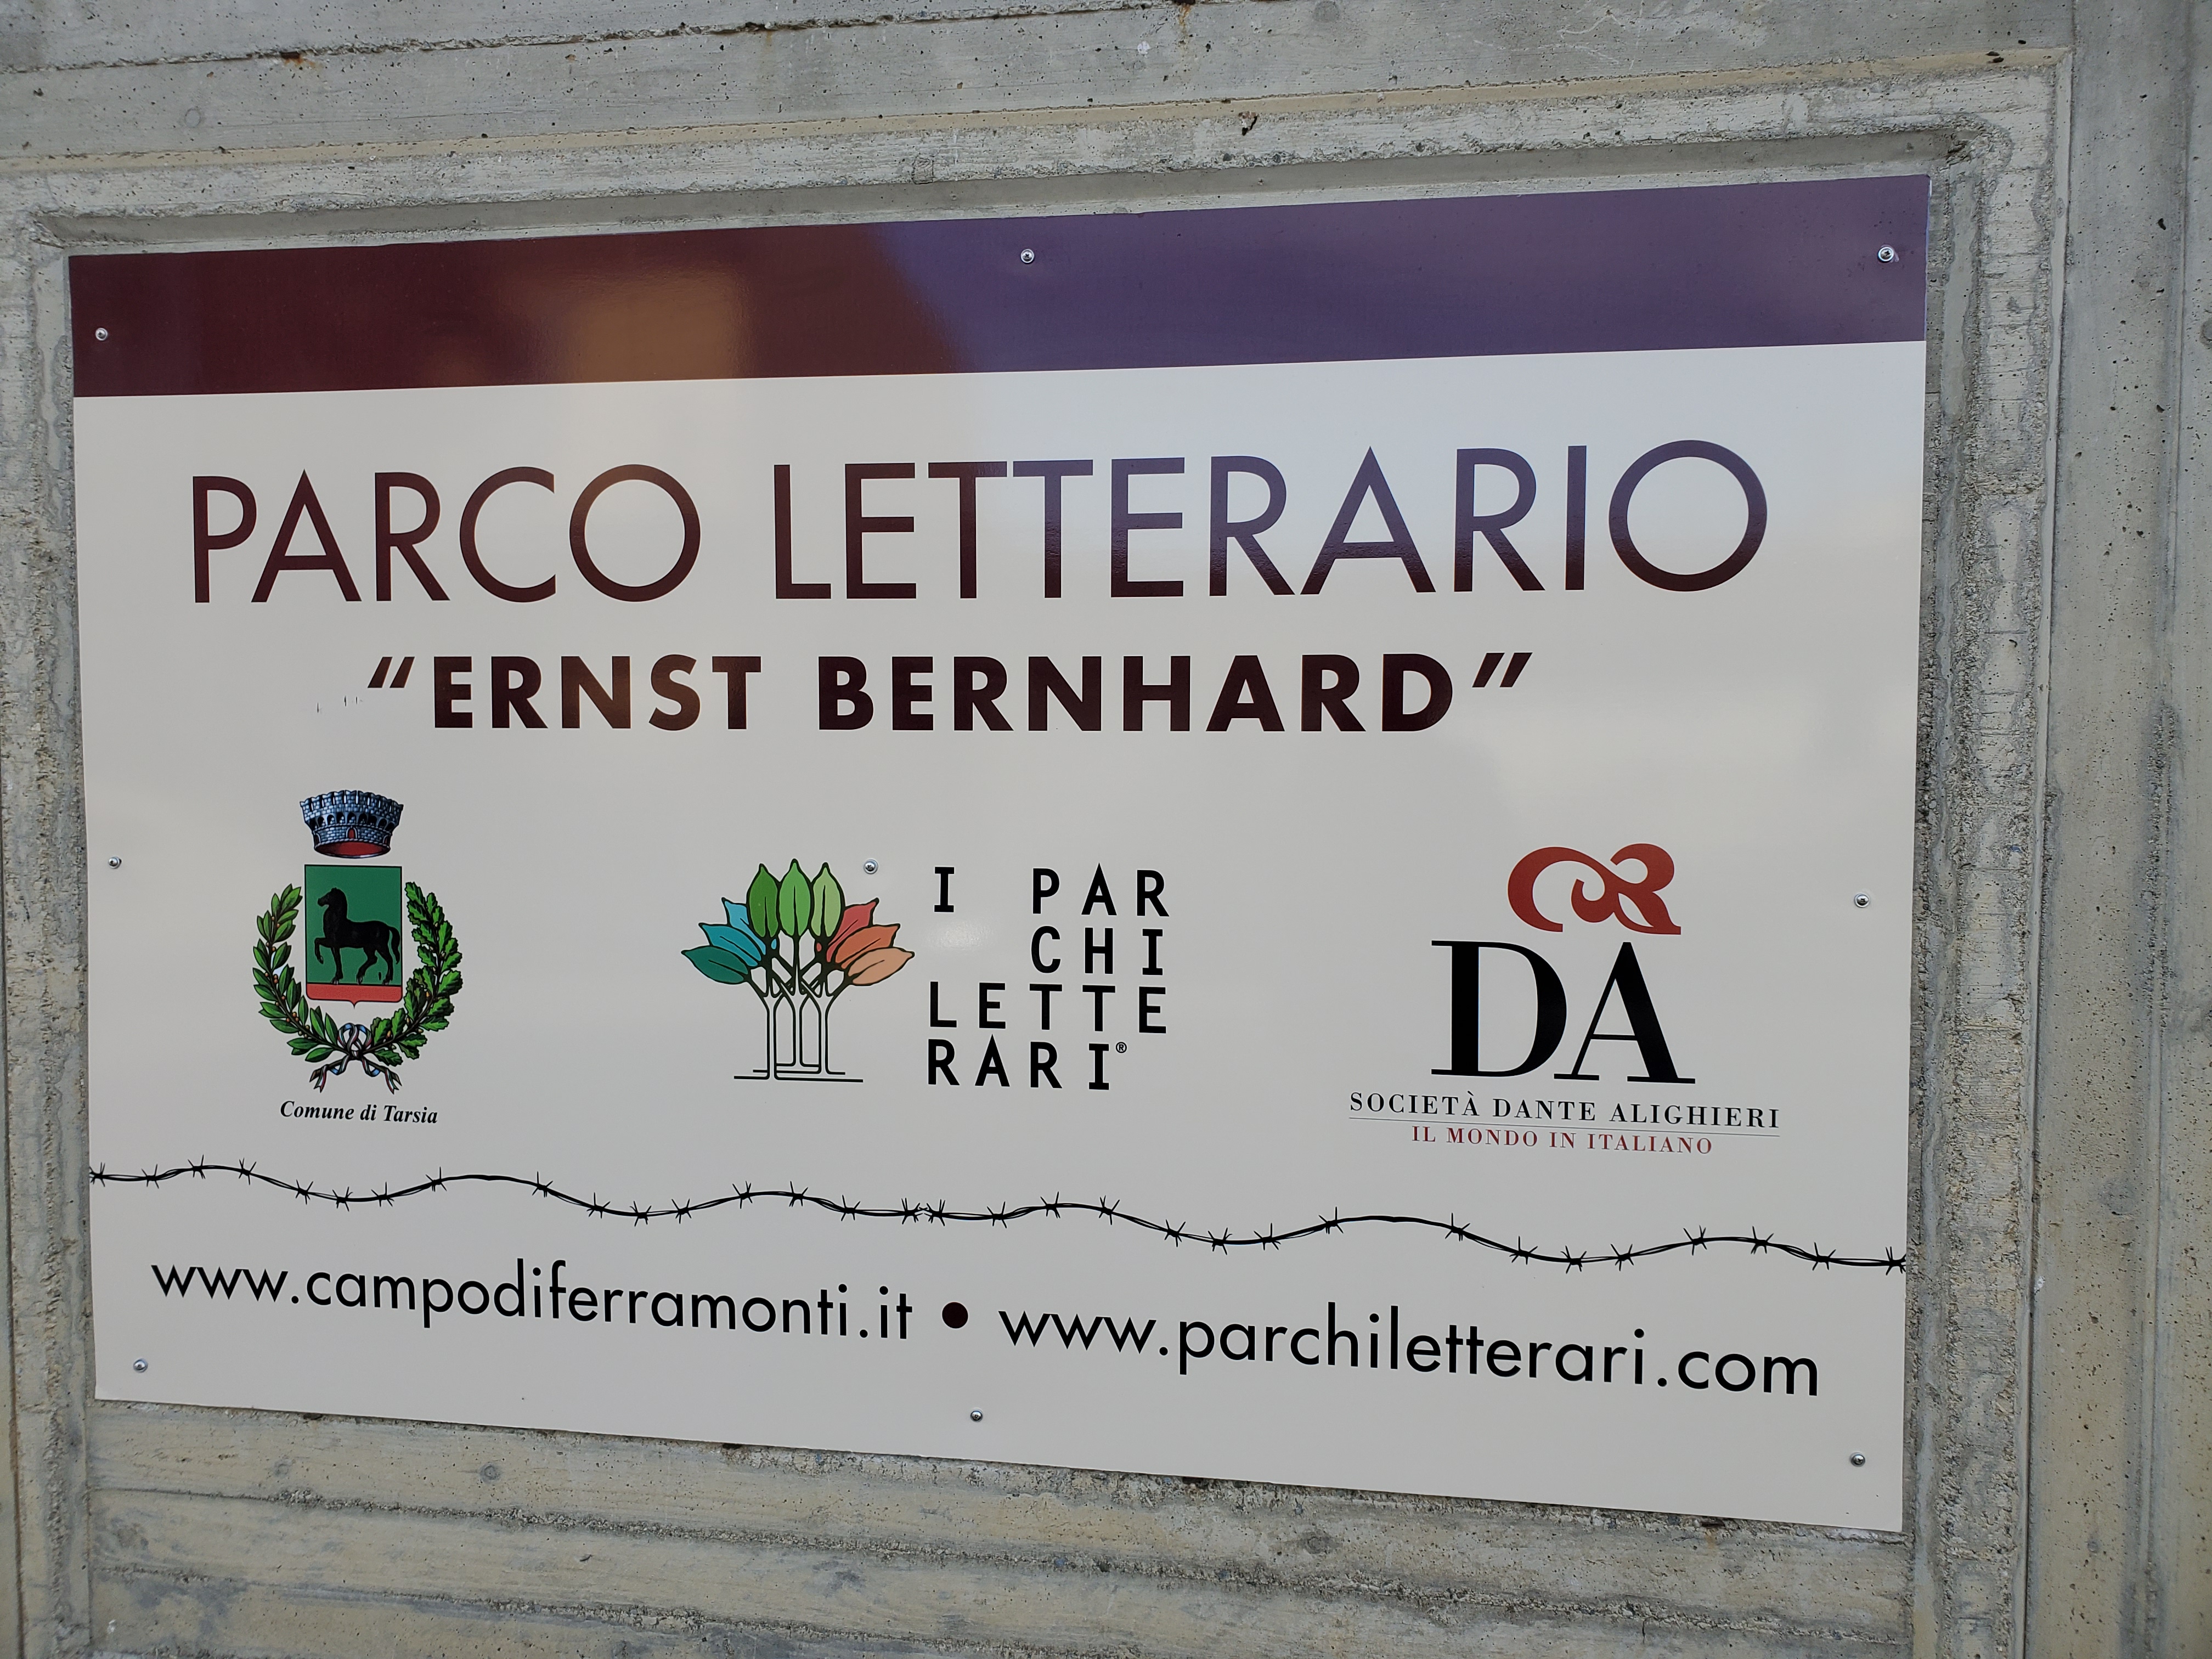 PARCO LETTERARIO
“ERNST BERNHARD”
Comune di Tarsia
I PAR
CHI
LETTE
RARI®
DA
SOCIETÀ DANTE ALIGHIERI
IL MONDO IN ITALIANO
www.campodiferramonti.it • www.parchiletterari.com